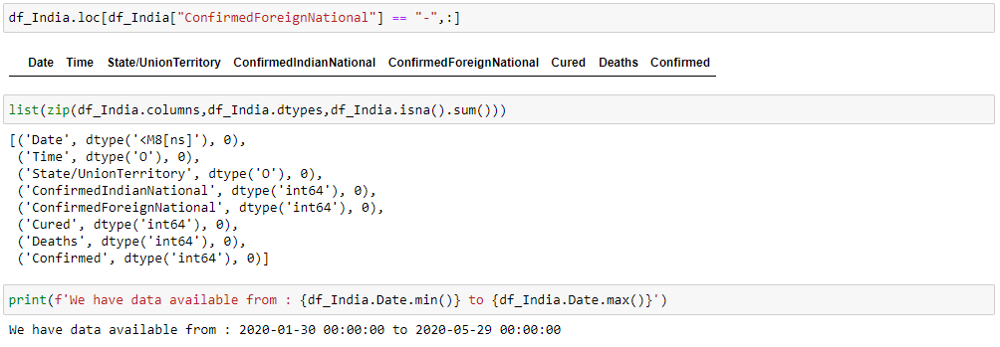 df_India.loc[df_India["ConfirmedForeignNational"] == "-",:]
Date Time State/UnionTerritory ConfirmedIndianNational ConfirmedForeignNational Cured Deaths Confirmed
list(zip(df_India.columns,df_India.dtypes,df_India.isna().sum()))
[('Date', dtype('<M8[ns]'), 0),
('Time', dtype('O'), 0),
('State/UnionTerritory', dtype('O'), 0),
('ConfirmedIndianNational', dtype('int64'), 0),
('ConfirmedForeignNational', dtype('int64'), 0),
('Cured', dtype('int64'), 0),
('Deaths', dtype('int64'), 0),
('Confirmed', dtype('int64'), 0)]
print(f'We have data available from : {df_India.Date.min()} to {df_India.Date.max()}')
We have data available from : 2020-01-30 00:00:00 to 2020-05-29 00:00:00